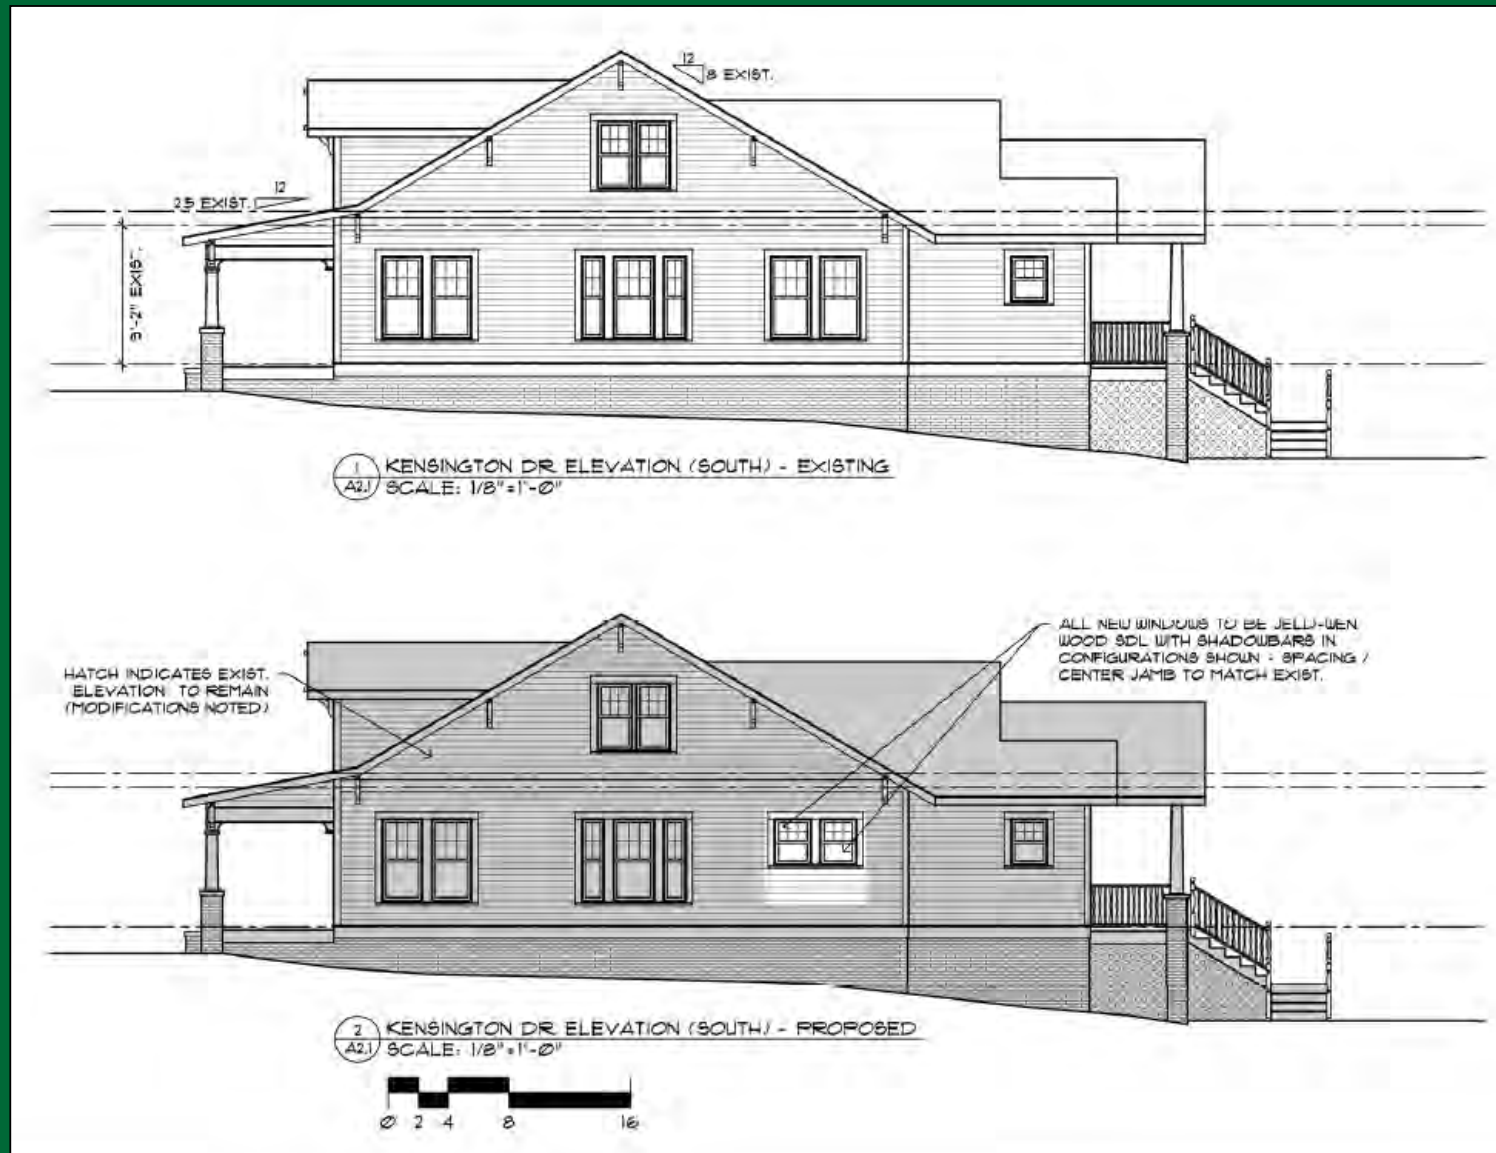 12
8 EXIST.
12
2.5 EXIST.
9'-2" EXIST.
1
A2.1
KENSINGTON DR. ELEVATION (SOUTH) - EXISTING
SCALE: 1/8"=1'-0"
ALL NEW WINDOWS TO BE JELD-WEN
WOOD SDL WITH SHADOWBARS IN
CONFIGURATIONS SHOWN - SPACING /
CENTER JAMB TO MATCH EXIST.
HATCH INDICATES EXIST.
ELEVATION TO REMAIN
(MODIFICATIONS NOTED)
2
A2.1
KENSINGTON DR. ELEVATION (SOUTH) - PROPOSED
SCALE: 1/8"=1'-0"
0 2 4 8 16